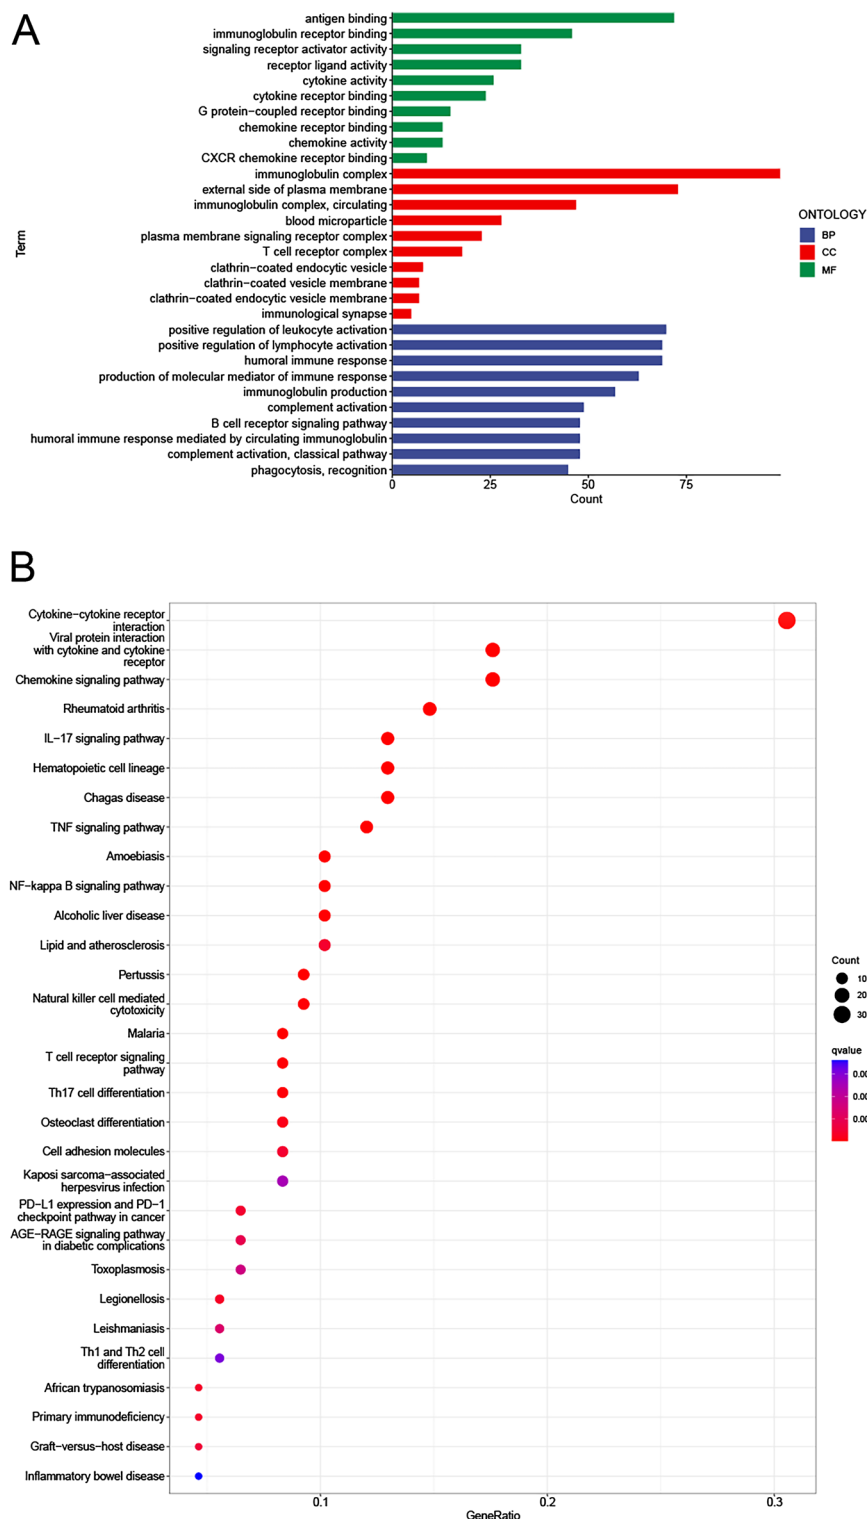 A
antigen binding
immunoglobulin receptor binding
signaling receptor activator activity
receptor ligand activity
cytokine activity
cytokine receptor binding
G protein−coupled receptor binding
chemokine receptor binding
chemokine activity
CXCR chemokine receptor binding
immunoglobulin complex
external side of plasma membrane
immunoglobulin complex, circulating
blood microparticle
plasma membrane signaling receptor complex
T cell receptor complex
clathrin−coated endocytic vesicle
clathrin−coated vesicle membrane
clathrin−coated endocytic vesicle membrane
immunological synapse
positive regulation of leukocyte activation
positive regulation of lymphocyte activation
humoral immune response
production of molecular mediator of immune response
immunoglobulin production
complement activation
B cell receptor signaling pathway
humoral immune response mediated by circulating immunoglobulin
complement activation, classical pathway
phagocytosis, recognition
Term
0 25 50 75
Count
ONTOLOGY
BP
CC
MF
B
Cytokine−cytokine receptor
interaction
Viral protein interaction
with cytokine and cytokine
receptor
Chemokine signaling pathway
Rheumatoid arthritis
IL−17 signaling pathway
Hematopoietic cell lineage
Chagas disease
TNF signaling pathway
Amoebiasis
NF−kappa B signaling pathway
Alcoholic liver disease
Lipid and atherosclerosis
Pertussis
Natural killer cell mediated
cytotoxicity
Malaria
T cell receptor signaling
pathway
Th17 cell differentiation
Osteoclast differentiation
Cell adhesion molecules
Kaposi sarcoma−associated
herpesvirus infection
PD−L1 expression and PD−1
checkpoint pathway in cancer
AGE−RAGE signaling pathway
in diabetic complications
Toxoplasmosis
Legionellosis
Leishmaniasis
Th1 and Th2 cell
differentiation
African trypanosomiasis
Primary immunodeficiency
Graft−versus−host disease
Inflammatory bowel disease
0.1 0.2 0.3
GeneRatio
Count
10
20
30
qvalue